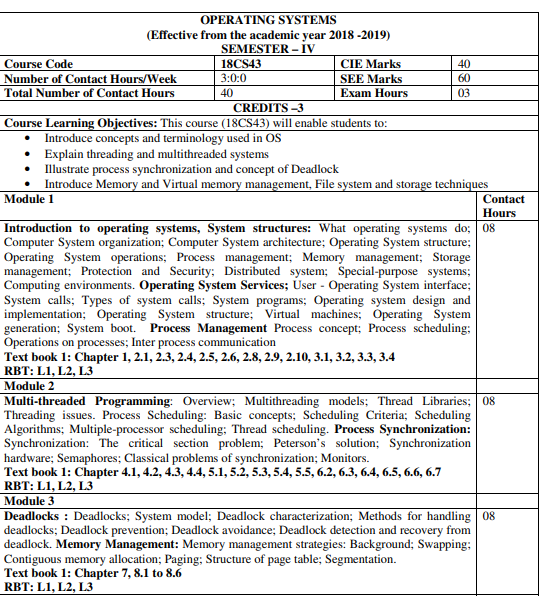 OPERATING SYSTEMS
(Effective from the academic year 2018 -2019)
SEMESTER – IV
Course Code 18CS43 CIE Marks 40
Number of Contact Hours/Week 3:0:0 SEE Marks 60
Total Number of Contact Hours 40 Exam Hours 03
CREDITS –3
Course Learning Objectives: This course (18CS43) will enable students to:
• Introduce concepts and terminology used in OS
• Explain threading and multithreaded systems
• Illustrate process synchronization and concept of Deadlock
• Introduce Memory and Virtual memory management, File system and storage techniques
Module 1 Contact
Hours
Introduction to operating systems, System structures: What operating systems do; 08
Computer System organization; Computer System architecture; Operating System structure;
Operating System operations; Process management; Memory management; Storage
management; Protection and Security; Distributed system; Special-purpose systems;
Computing environments. Operating System Services; User - Operating System interface;
System calls; Types of system calls; System programs; Operating system design and
implementation; Operating System structure; Virtual machines; Operating System
generation; System boot. Process Management Process concept; Process scheduling;
Operations on processes; Inter process communication
Text book 1: Chapter 1, 2.1, 2.3, 2.4, 2.5, 2.6, 2.8, 2.9, 2.10, 3.1, 3.2, 3.3, 3.4
RBT: L1, L2, L3
Module 2
Multi-threaded Programming: Overview; Multithreading models; Thread Libraries; 08
Threading issues. Process Scheduling: Basic concepts; Scheduling Criteria; Scheduling
Algorithms; Multiple-processor scheduling; Thread scheduling. Process Synchronization:
Synchronization: The critical section problem; Peterson's solution; Synchronization
hardware; Semaphores; Classical problems of synchronization; Monitors.
Text book 1: Chapter 4.1, 4.2, 4.3, 4.4, 5.1, 5.2, 5.3, 5.4, 5.5, 6.2, 6.3, 6.4, 6.5, 6.6, 6.7
RBT: L1, L2, L3
Module 3
Deadlocks : Deadlocks; System model; Deadlock characterization; Methods for handling 08
deadlocks; Deadlock prevention; Deadlock avoidance; Deadlock detection and recovery from
deadlock. Memory Management: Memory management strategies: Background; Swapping;
Contiguous memory allocation; Paging; Structure of page table; Segmentation.
Text book 1: Chapter 7, 8.1 to 8.6
RBT: L1, L2, L3